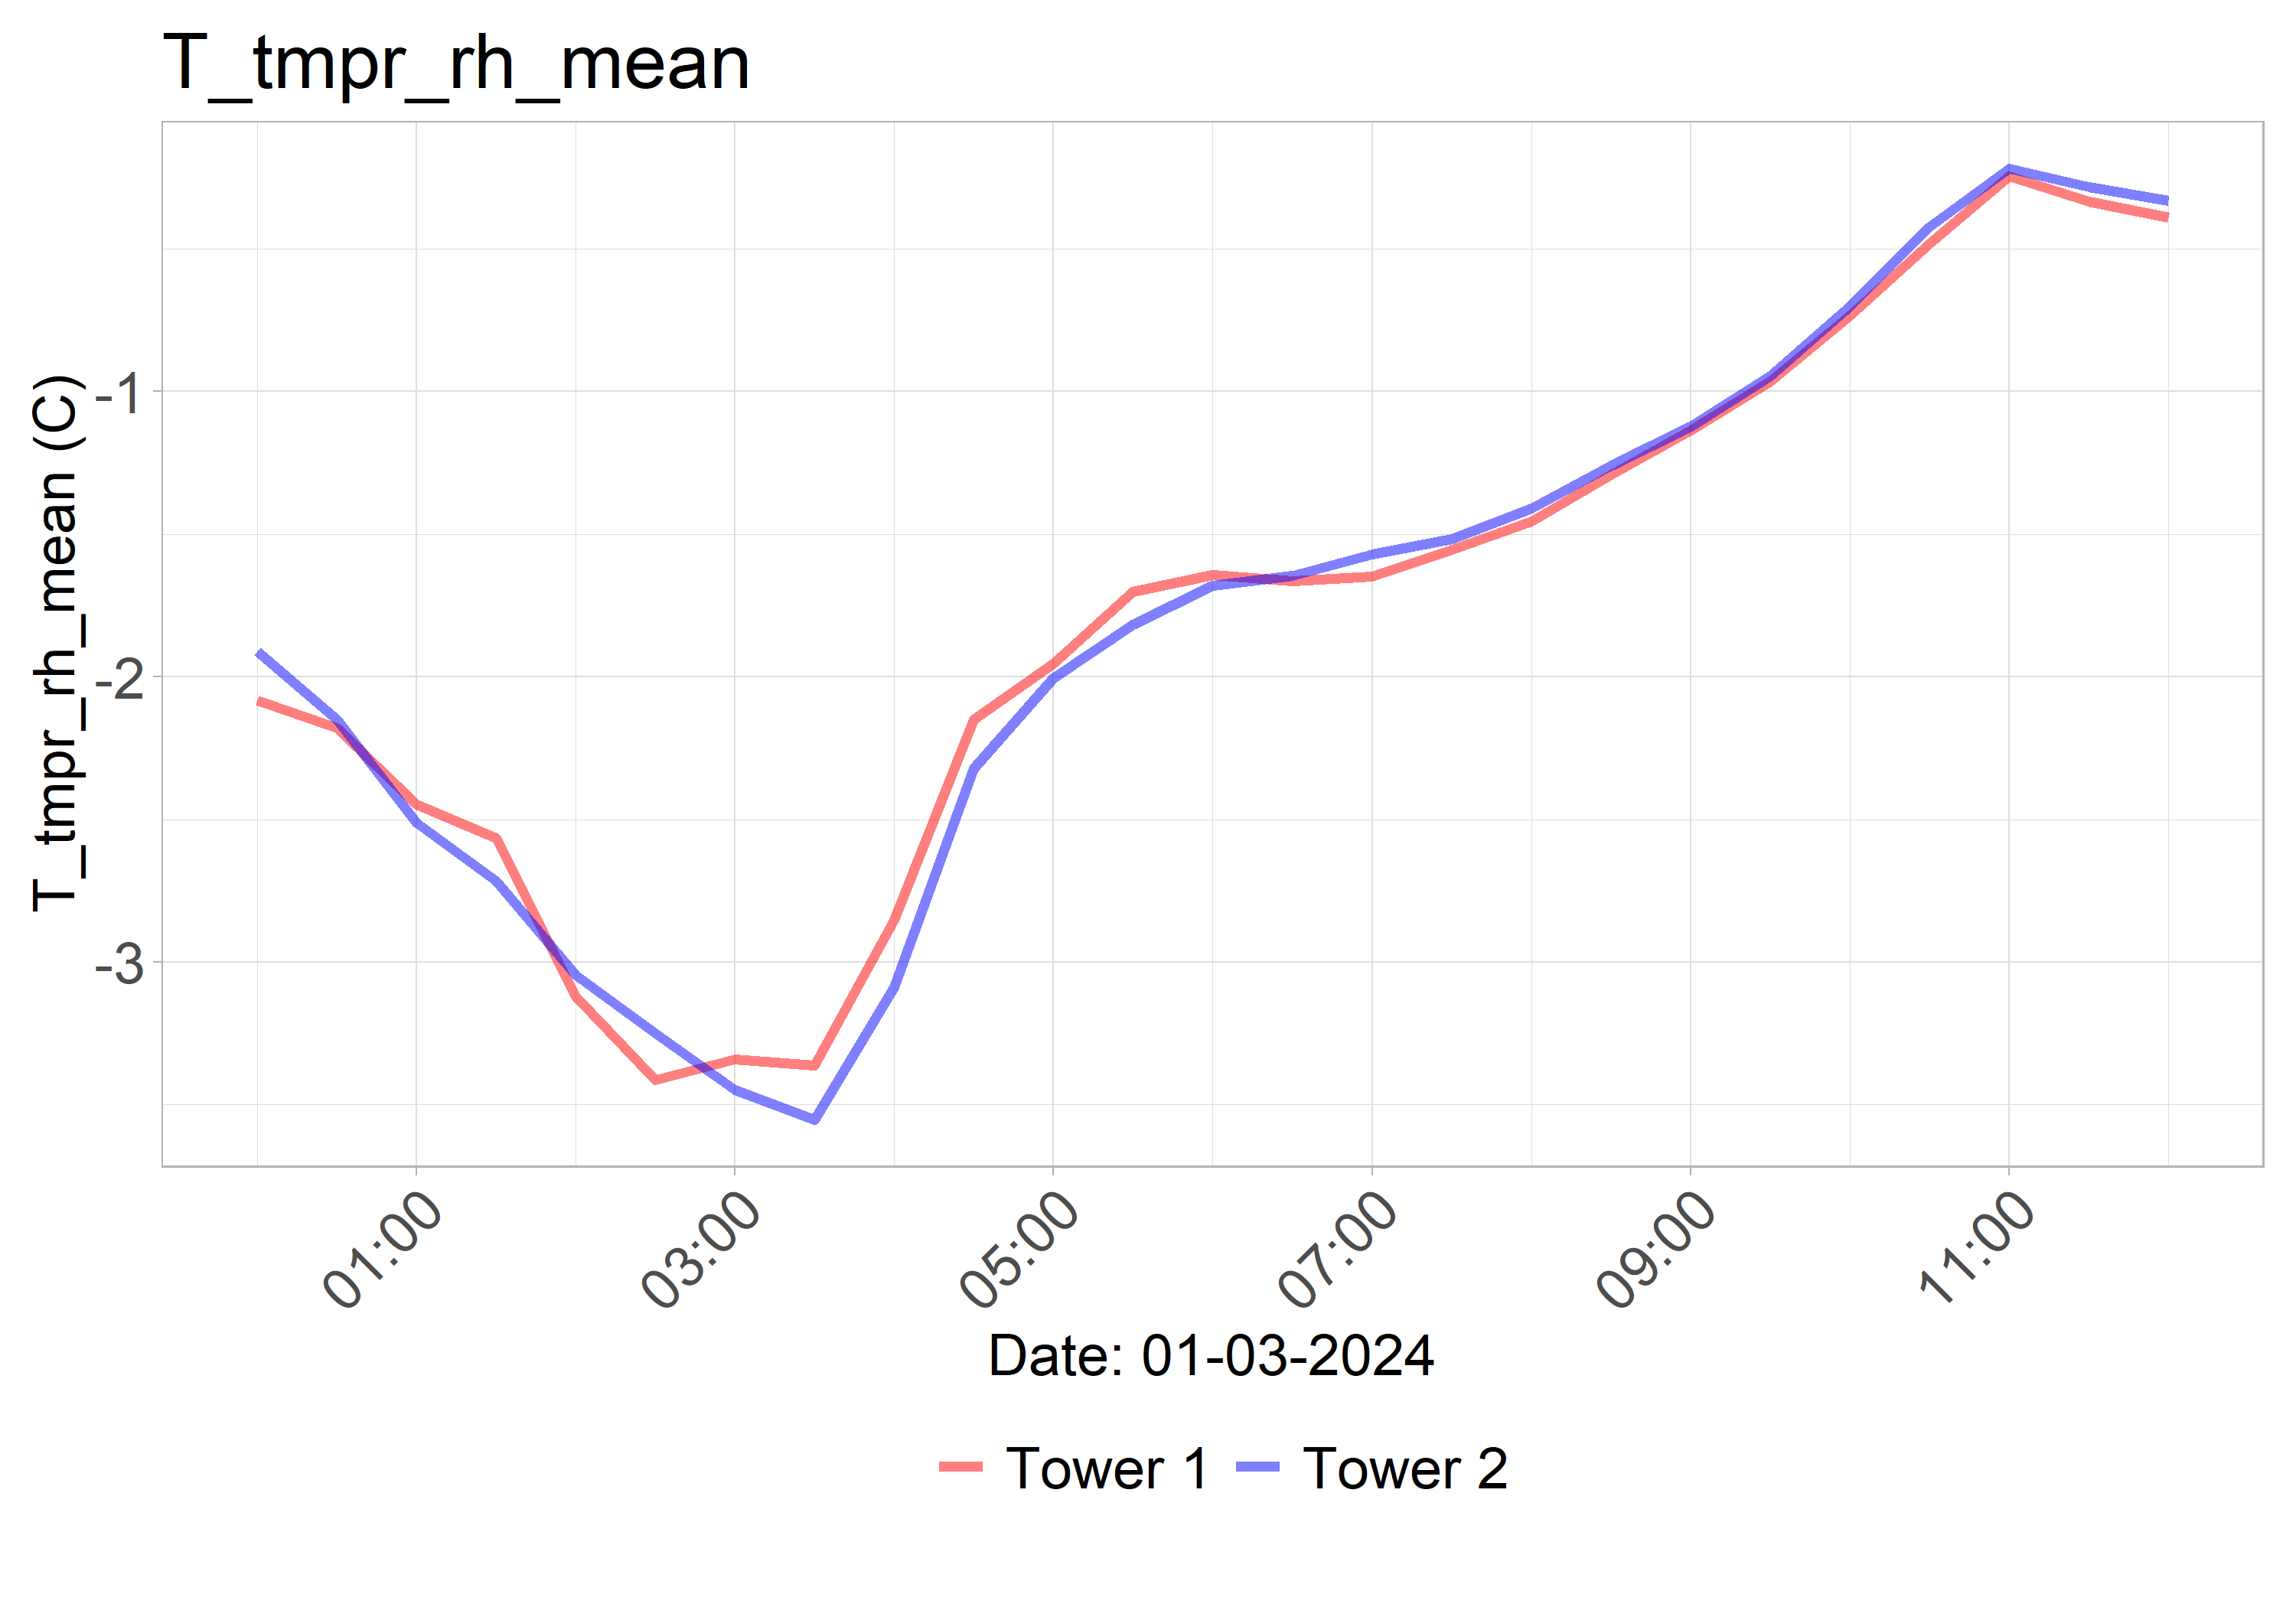 T_tmpr_rh_mean
T_tmpr_rh_mean (C)
-1
-2
-3
01:00
03:00
05:00
07:00
09:00
11:00
Date: 01-03-2024
Tower 1 Tower 2